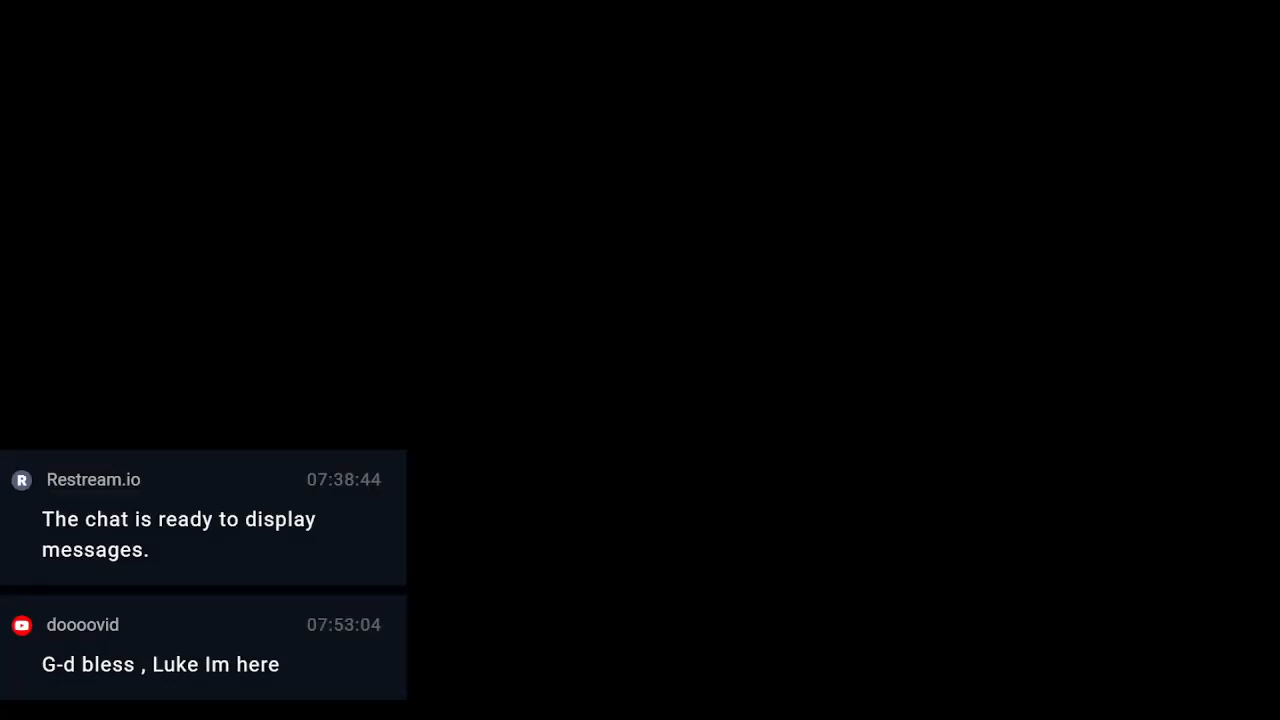 R Restream.io 07:38:44
The chat is ready to display
messages.
doooovid 07:53:04
G-d bless , Luke Im here